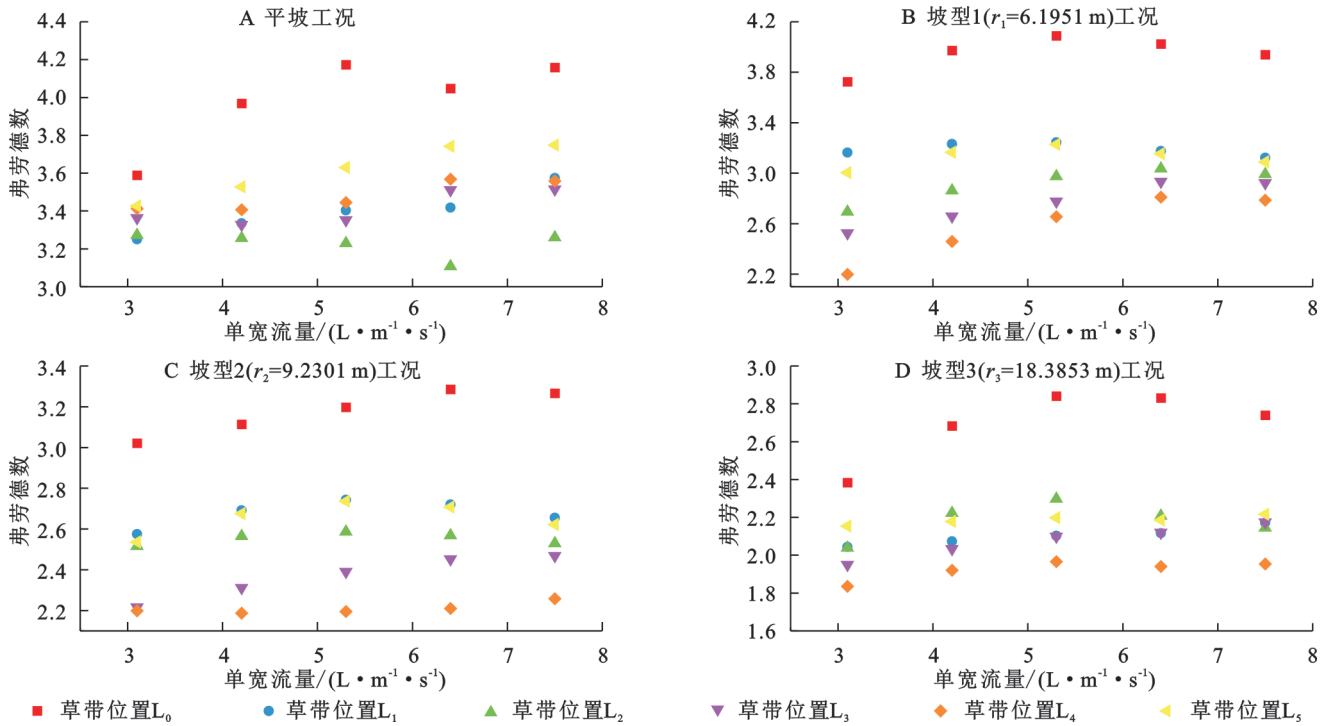 A 平坡工况
4.4
4.2
4.0
3.8
3.6
3.4
3.2
3.0
弗劳德数
3 4 5 6 7 8
单宽流量/(L·m⁻¹·s⁻¹)
B 坡型1(r₁=6.1951 m)工况
4.2
3.8
3.4
3.0
2.6
2.2
弗劳德数
3 4 5 6 7 8
单宽流量/(L·m⁻¹·s⁻¹)
C 坡型2(r₂=9.2301 m)工况
3.4
3.2
3.0
2.8
2.6
2.4
2.2
弗劳德数
3 4 5 6 7 8
单宽流量/(L·m⁻¹·s⁻¹)
D 坡型3(r₃=18.3853 m)工况
3.0
2.8
2.6
2.4
2.2
2.0
1.8
1.6
弗劳德数
3 4 5 6 7 8
单宽流量/(L·m⁻¹·s⁻¹)
草带位置L₀ 草带位置L₁ 草带位置L₂ 草带位置L₃ 草带位置L₄ 草带位置L₅